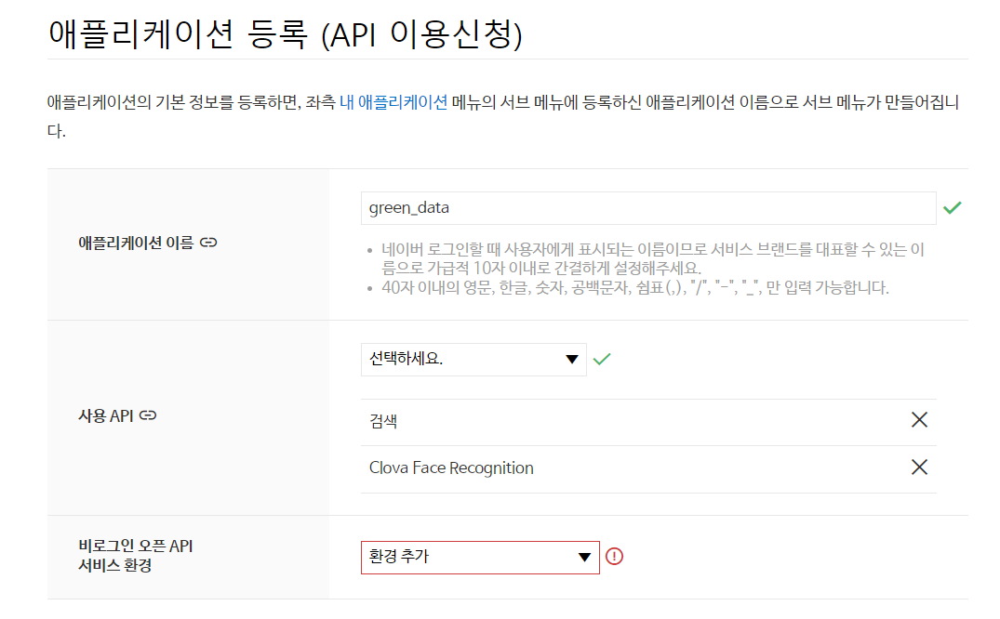 애플리케이션 등록 (API 이용신청)
애플리케이션의 기본 정보를 등록하면, 좌측 내 애플리케이션 메뉴의 서브 메뉴에 등록하신 애플리케이션 이름으로 서브 메뉴가 만들어집니
다.
애플리케이션 이름
green_data
• 네이버 로그인할 때 사용자에게 표시되는 이름이므로 서비스 브랜드를 대표할 수 있는 이
름으로 가급적 10자 이내로 간결하게 설정해주세요.
• 40자 이내의 영문, 한글, 숫자, 공백문자, 쉼표(,), "/", "-", "_", 만 입력 가능합니다.
사용 API
선택하세요.
검색
Clova Face Recognition
비로그인 오픈 API
서비스 환경
환경 추가